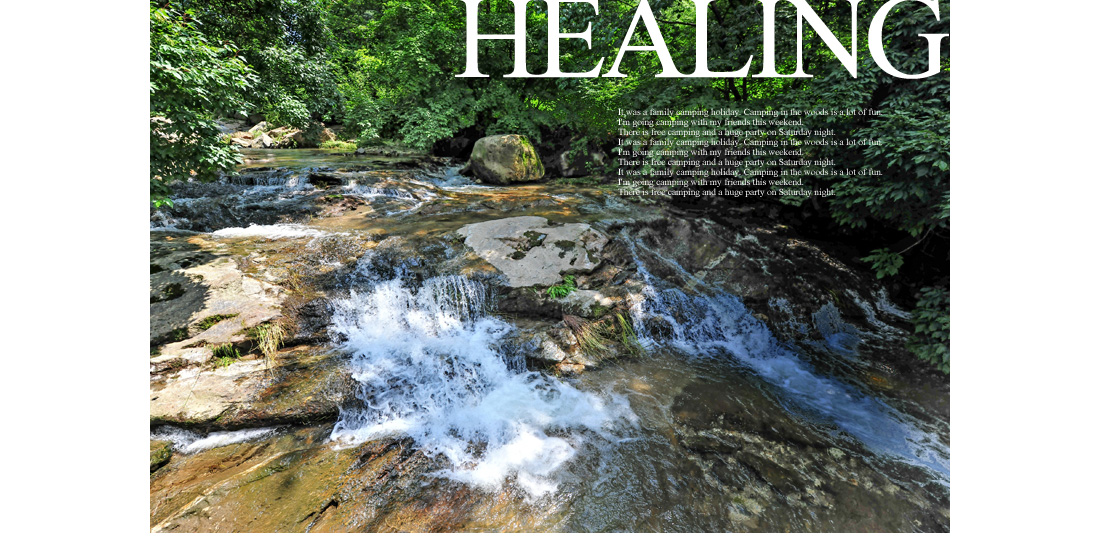 HEALING
It was a family camping holiday. Camping in the woods is a lot of fun.
I'm going camping with my friends this weekend.
There is free camping and a huge party on Saturday night.
It was a family camping holiday. Camping in the woods is a lot of fun.
I'm going camping with my friends this weekend.
There is free camping and a huge party on Saturday night.
It was a family camping holiday. Camping in the woods is a lot of fun.
I'm going camping with my friends this weekend.
There is free camping and a huge party on Saturday night.